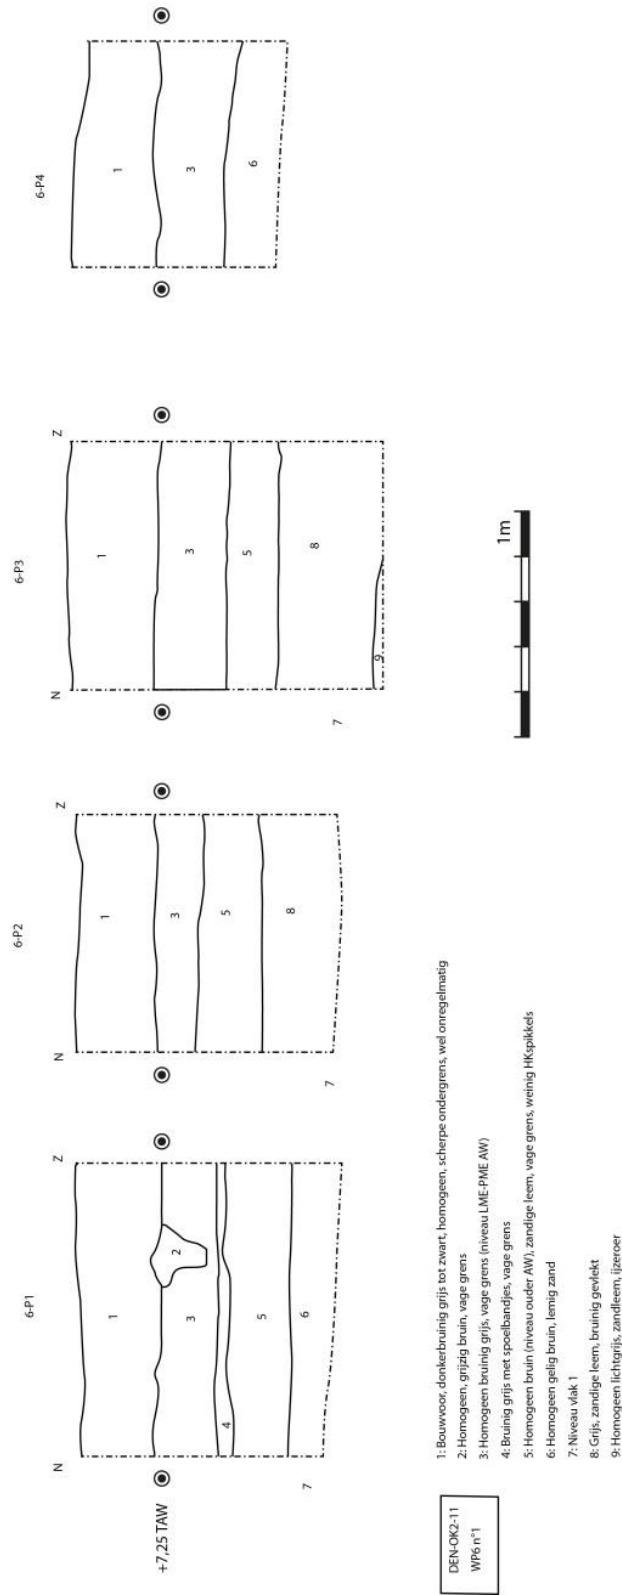 6-P1
N
Z
1
2
3
4
5
6
7
+7,25 TAW
6-P2
N
Z
1
3
5
8
7
6-P3
N
Z
1
3
5
8
9
7
6-P4
1
3
6
1m
DEN-OK2-11
WP6 n°1
1: Bouwvoor, donkerbruinig grijs tot zwart, homogeen, scherpe ondergrens, wel onregelmatig
2: Homogeen, grijzig bruin, vage grens
3: Homogeen bruinig grijs, vage grens (niveau LME-PME AW)
4: Bruinig grijs met spoelbandjes, vage grens
5: Homogeen bruin (niveau ouder AW), zandige leem, vage grens, weinig HKspikkels
6: Homogeen gelig bruin, lemig zand
7: Niveau vlak 1
8: Grijs, zandige leem, bruinig gevlekt
9: Homogeen lichtgrijs, zandleem, ijzeroer